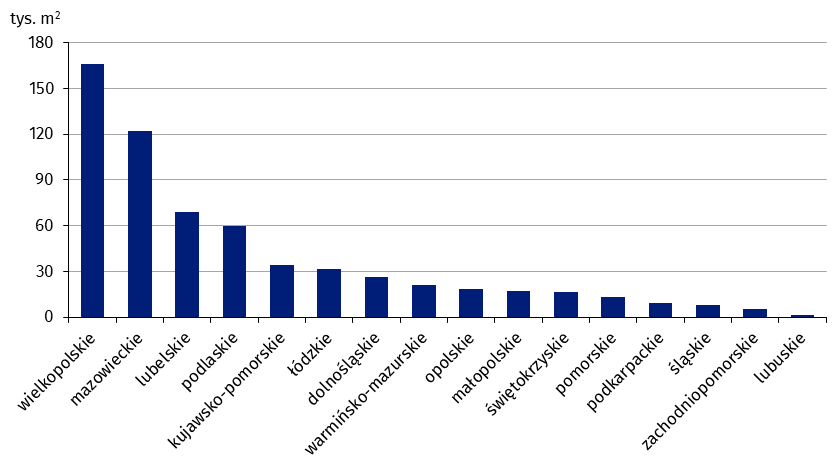 tys. m²
180
150
120
90
60
30
0
wielkopolskie
mazowieckie
lubelskie
podlaskie
kujawsko-pomorskie
łódzkie
dolnośląskie
warmińsko-mazurskie
opolskie
małopolskie
świętokrzyskie
pomorskie
podkarpackie
śląskie
zachodniopomorskie
lubuskie